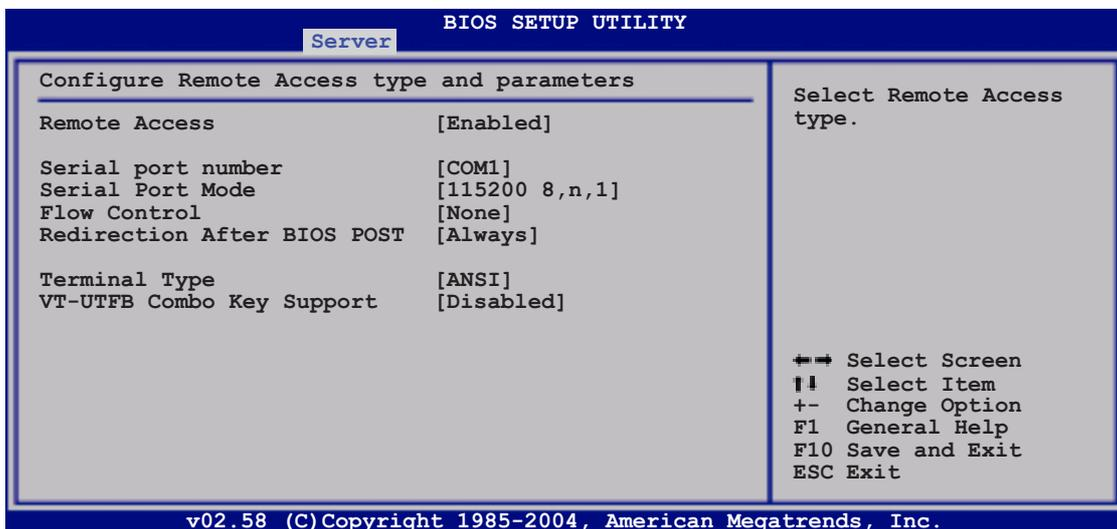 BIOS SETUP UTILITY
Server
Configure Remote Access type and parameters
Remote Access [Enabled]
Serial port number [COM1]
Serial Port Mode [115200 8,n,1]
Flow Control [None]
Redirection After BIOS POST [Always]
Terminal Type [ANSI]
VT-UTFB Combo Key Support [Disabled]
Select Remote Access
type.
←→ Select Screen
↑↓ Select Item
+- Change Option
F1 General Help
F10 Save and Exit
ESC Exit
v02.58 (C)Copyright 1985-2004, American Megatrends, Inc.